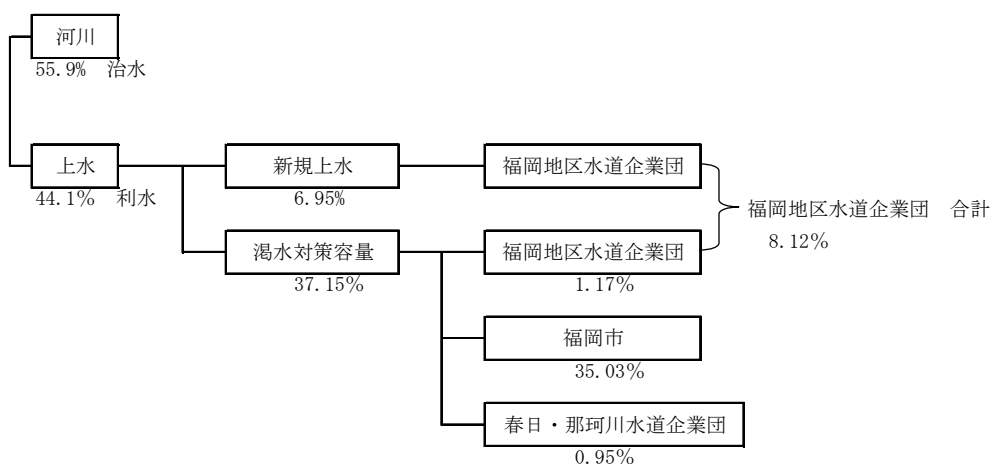 河川
55.9%　治水
上水
44.1%　利水
新規上水
6.95%
福岡地区水道企業団
渇水対策容量
37.15%
福岡地区水道企業団
1.17%
福岡地区水道企業団　合計
8.12%
福岡市
35.03%
春日・那珂川水道企業団
0.95%